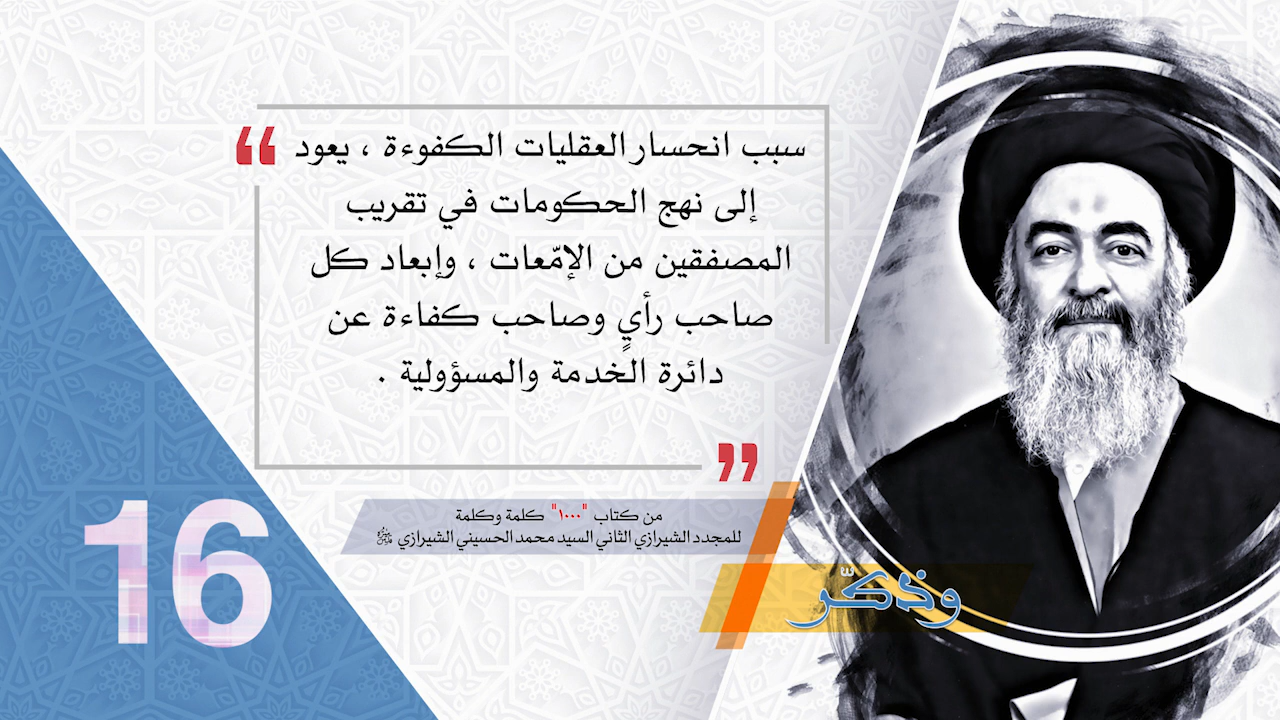 سبب انحسار العقليات الكفوءة ، يعود
إلى نهج الحكومات في تقريب
المصفقين من الإمّعات ، وإبعاد كل
صاحب رأيٍ وصاحب كفاءة عن
دائرة الخدمة والمسؤولية .
من كتاب "١٠٠٠" كلمة وكلمة
للمجدد الشيرازي الثاني السيد محمد الحسيني الشيرازي
وذكّر
16